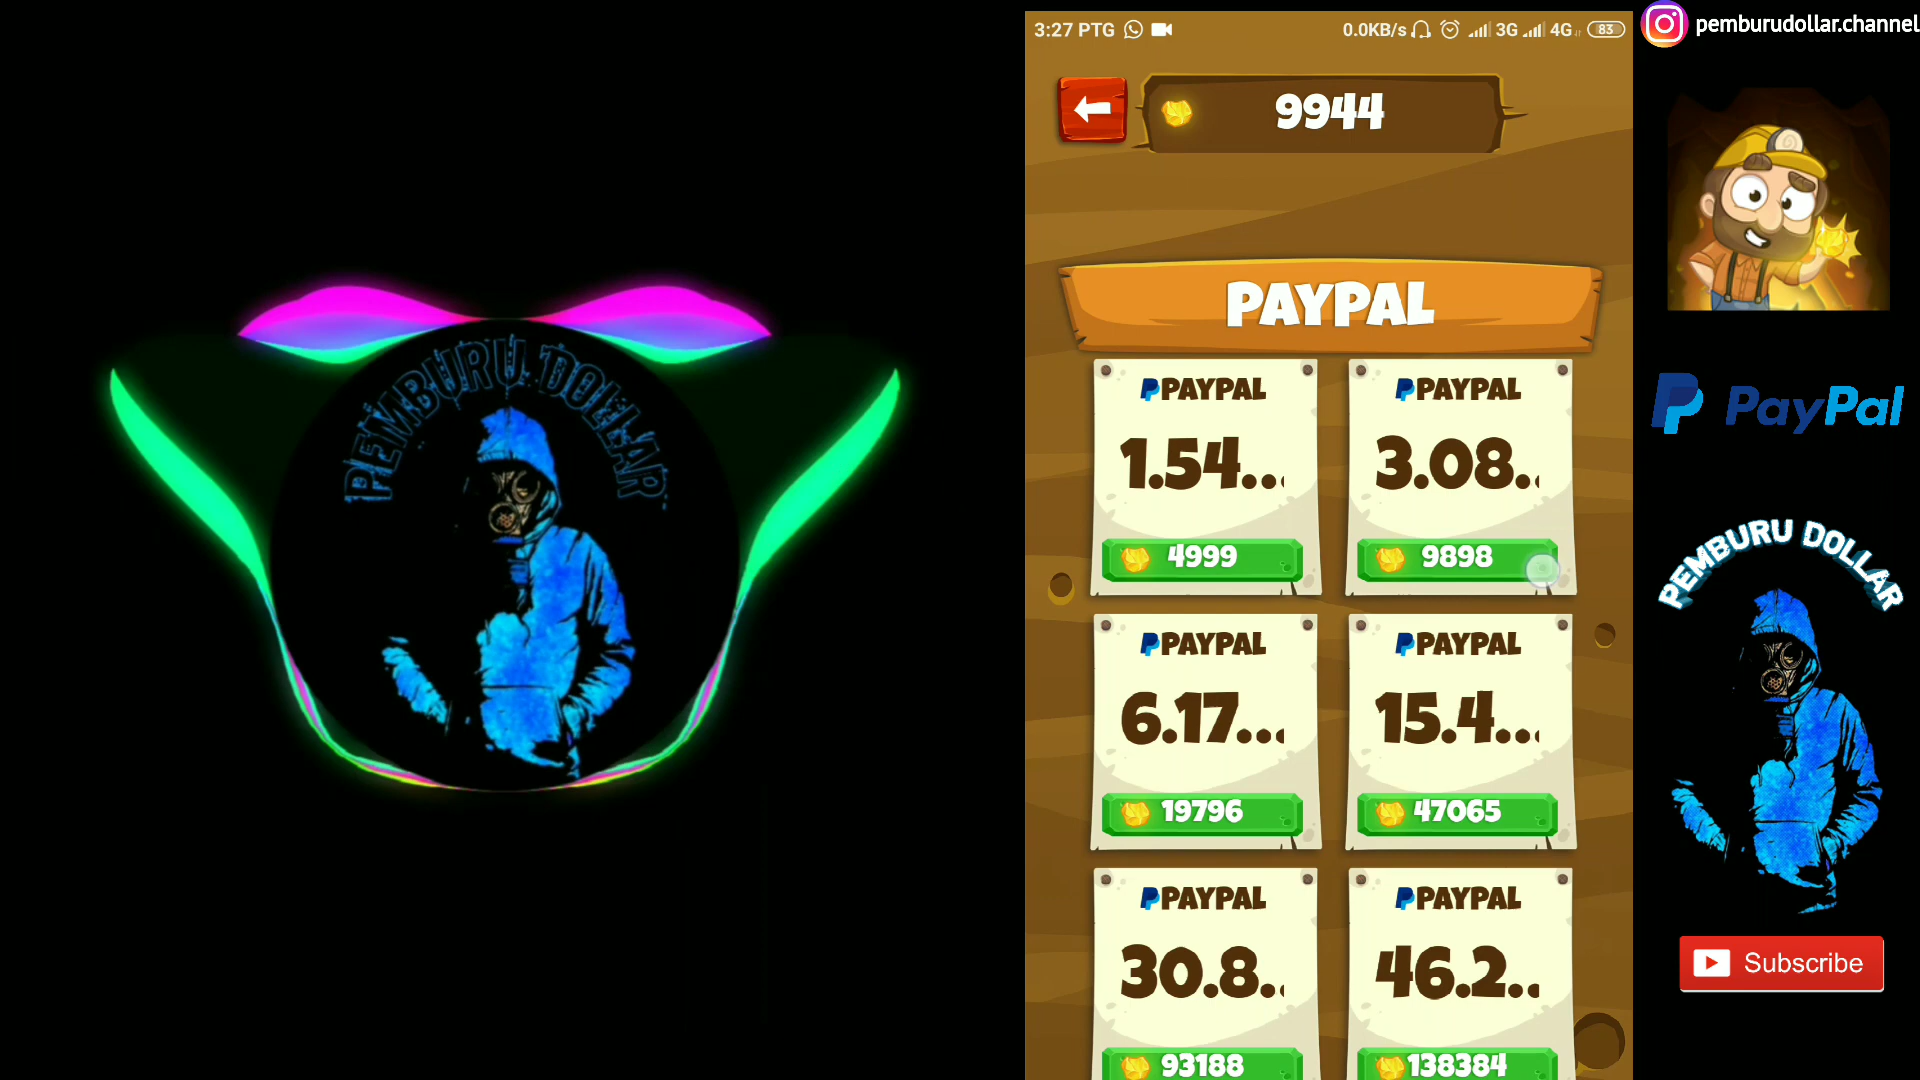 PEMBURU DOLLAR
3:27 PTG
0.0KB/s 3G 4G 83
9944
PAYPAL
PAYPAL
1.54...
4999
PAYPAL
3.08..
9898
PAYPAL
6.17...
19796
PAYPAL
15.4...
47065
PAYPAL
30.8..
93188
PAYPAL
46.2..
138384
pemburudollar.channel
PayPal
PEMBURU DOLLAR
Subscribe